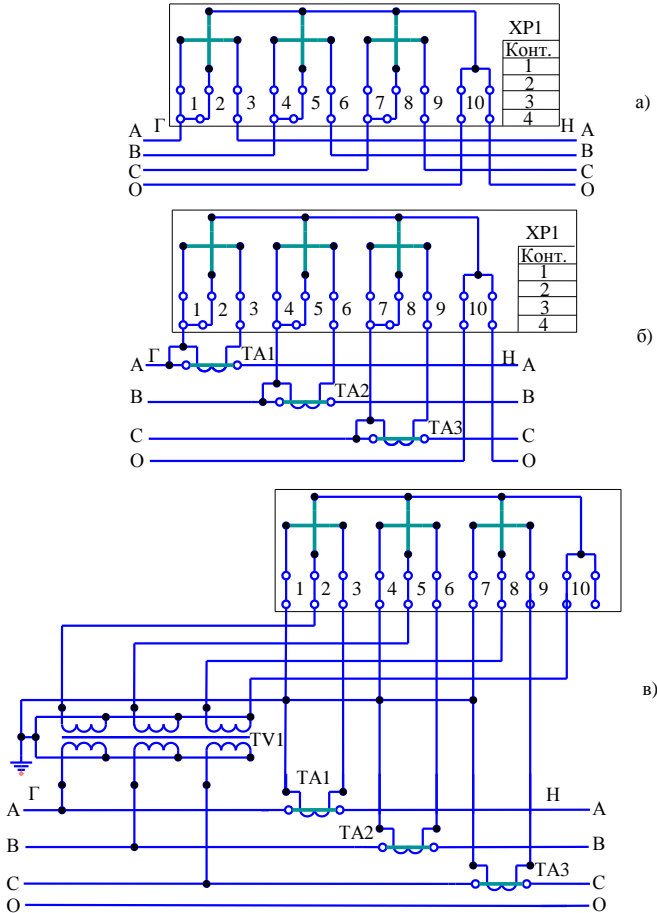 XP1
Конт.
1
2
3
4
1 2 3 4 5 6 7 8 9 10
а)
А Г Н А
В В
С С
О О
XP1
Конт.
1
2
3
4
1 2 3 4 5 6 7 8 9 10
б)
А Г ТА1 Н А
В ТА2 В
С ТА3 С
О О
1 2 3 4 5 6 7 8 9 10
в)
TV1
Г ТА1 Н
А А
ТА2
В В
ТА3
С С
О О